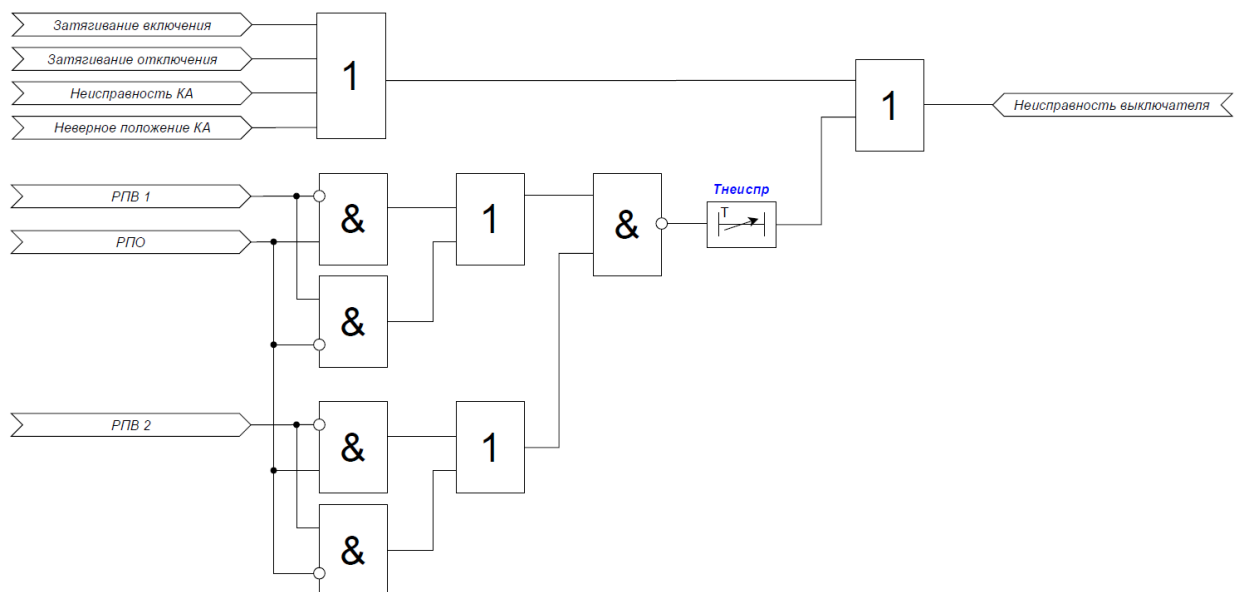 Затягивание включения
Затягивание отключения
Неисправность КА
Неверное положение КА
1
1
Неисправность выключателя
РПВ 1
РПО
&
1
&
Тнеиспр
T
&
РПВ 2
&
1
&